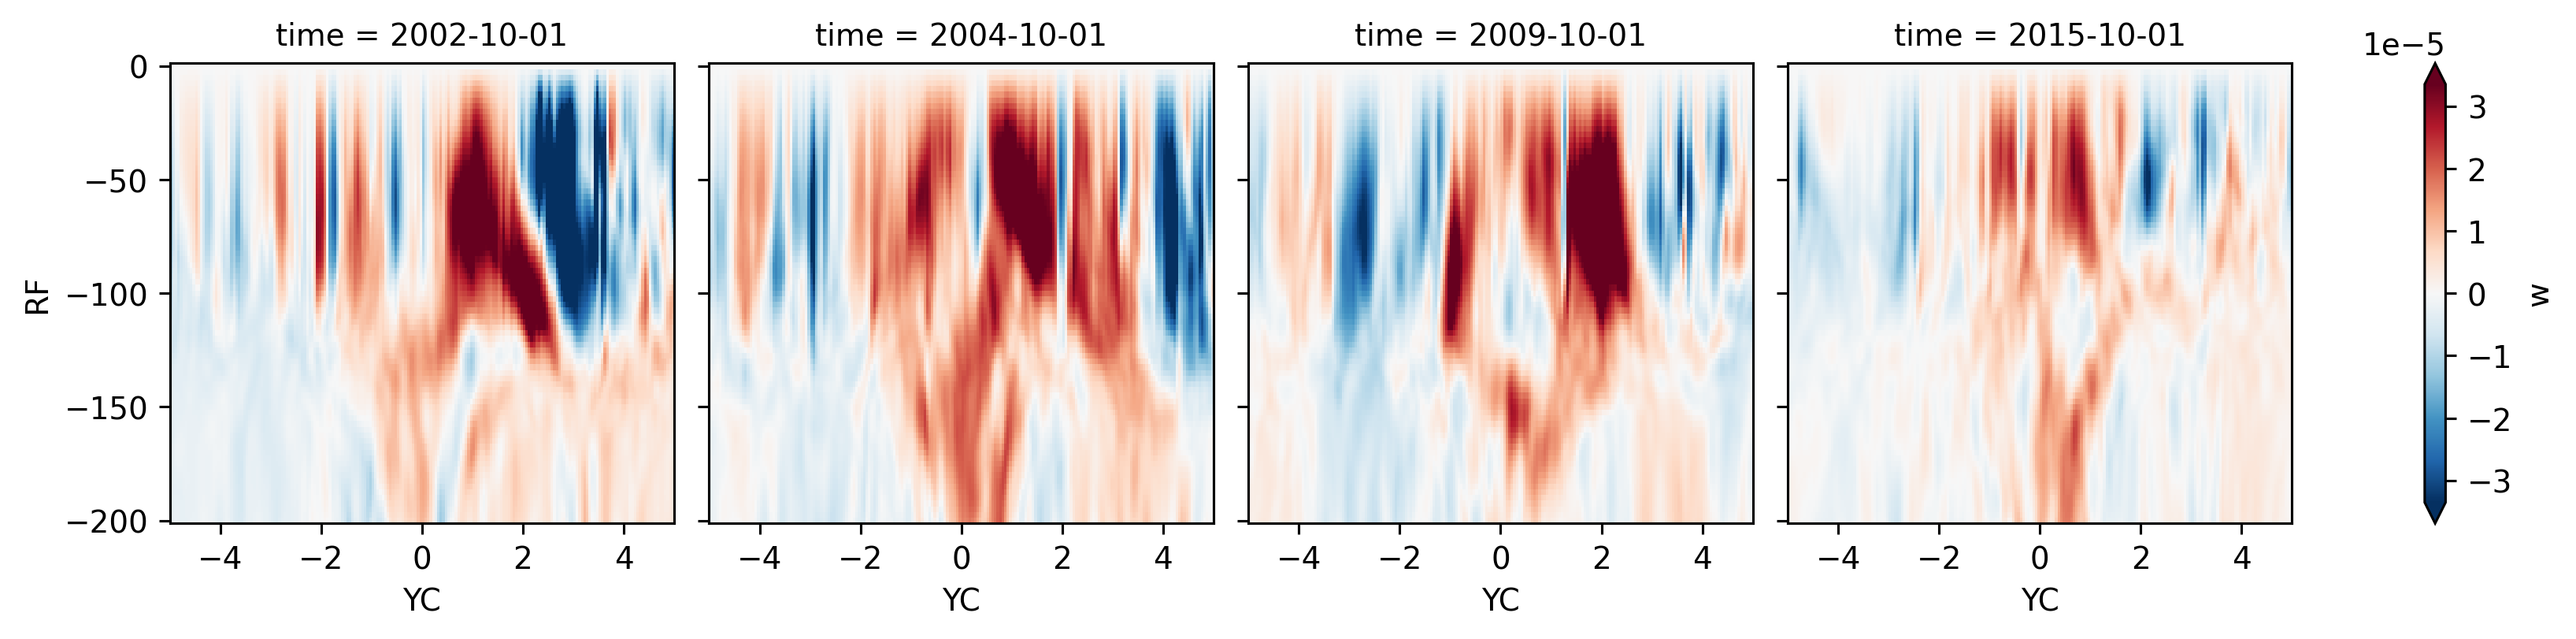 time = 2002-10-01 time = 2004-10-01 time = 2009-10-01 time = 2015-10-01
1e−5
0
−50
−100
−150
−200
RF
−4 −2 0 2 4
−4 −2 0 2 4
−4 −2 0 2 4
−4 −2 0 2 4
YC YC YC YC
3
2
1
0
−1
−2
−3
w